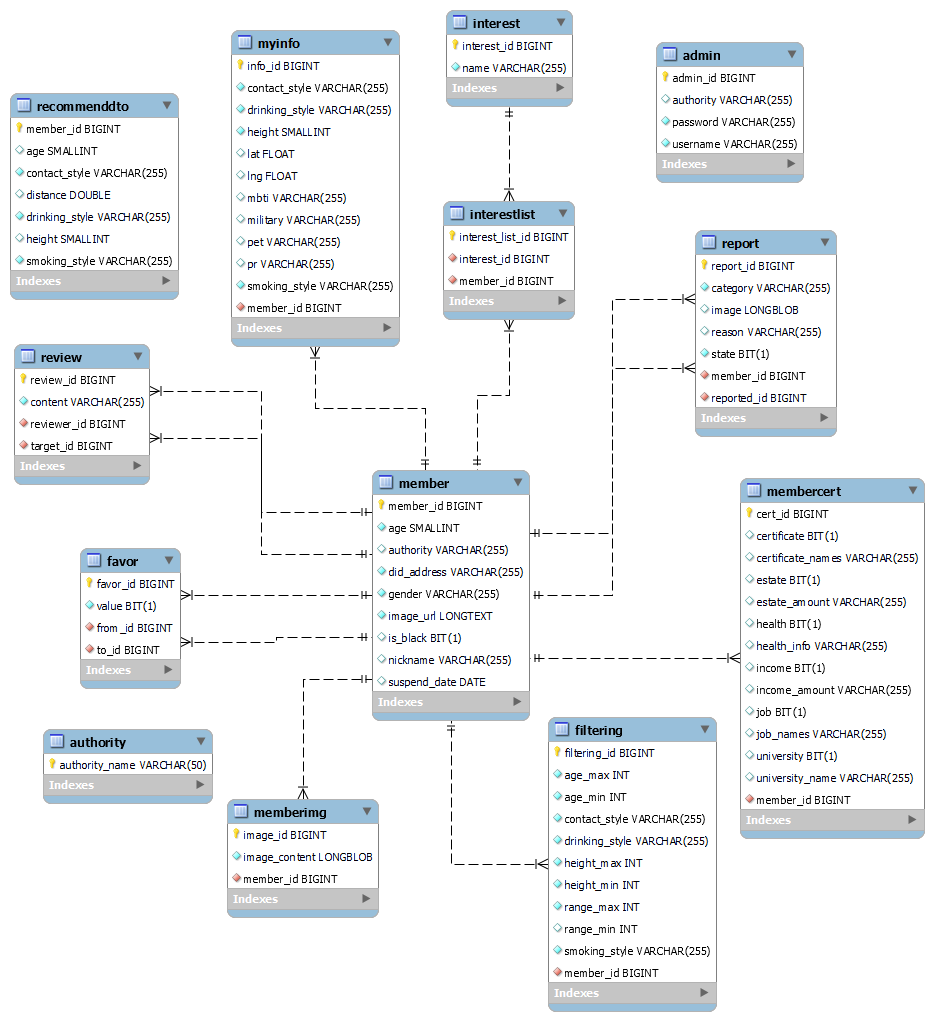 interest
interest_id BIGINT
name VARCHAR(255)
Indexes
myinfo
info_id BIGINT
contact_style VARCHAR(255)
drinking_style VARCHAR(255)
height SMALLINT
lat FLOAT
lng FLOAT
mbti VARCHAR(255)
military VARCHAR(255)
pet VARCHAR(255)
pr VARCHAR(255)
smoking_style VARCHAR(255)
member_id BIGINT
Indexes
admin
admin_id BIGINT
authority VARCHAR(255)
password VARCHAR(255)
username VARCHAR(255)
Indexes
recommenddto
member_id BIGINT
age SMALLINT
contact_style VARCHAR(255)
distance DOUBLE
drinking_style VARCHAR(255)
height SMALLINT
smoking_style VARCHAR(255)
Indexes
interestlist
interest_list_id BIGINT
interest_id BIGINT
member_id BIGINT
Indexes
report
report_id BIGINT
category VARCHAR(255)
image LONGBLOB
reason VARCHAR(255)
state BIT(1)
member_id BIGINT
reported_id BIGINT
Indexes
review
review_id BIGINT
content VARCHAR(255)
reviewer_id BIGINT
target_id BIGINT
Indexes
member
member_id BIGINT
age SMALLINT
authority VARCHAR(255)
did_address VARCHAR(255)
gender VARCHAR(255)
image_url LONGTEXT
is_black BIT(1)
nickname VARCHAR(255)
suspend_date DATE
Indexes
membercert
cert_id BIGINT
certificate BIT(1)
certificate_names VARCHAR(255)
estate BIT(1)
estate_amount VARCHAR(255)
health BIT(1)
health_info VARCHAR(255)
income BIT(1)
income_amount VARCHAR(255)
job BIT(1)
job_names VARCHAR(255)
university BIT(1)
university_name VARCHAR(255)
member_id BIGINT
Indexes
favor
favor_id BIGINT
value BIT(1)
from_id BIGINT
to_id BIGINT
Indexes
authority
authority_name VARCHAR(50)
Indexes
memberimg
image_id BIGINT
image_content LONGBLOB
member_id BIGINT
Indexes
filtering
filtering_id BIGINT
age_max INT
age_min INT
contact_style VARCHAR(255)
drinking_style VARCHAR(255)
height_max INT
height_min INT
range_max INT
range_min INT
smoking_style VARCHAR(255)
member_id BIGINT
Indexes